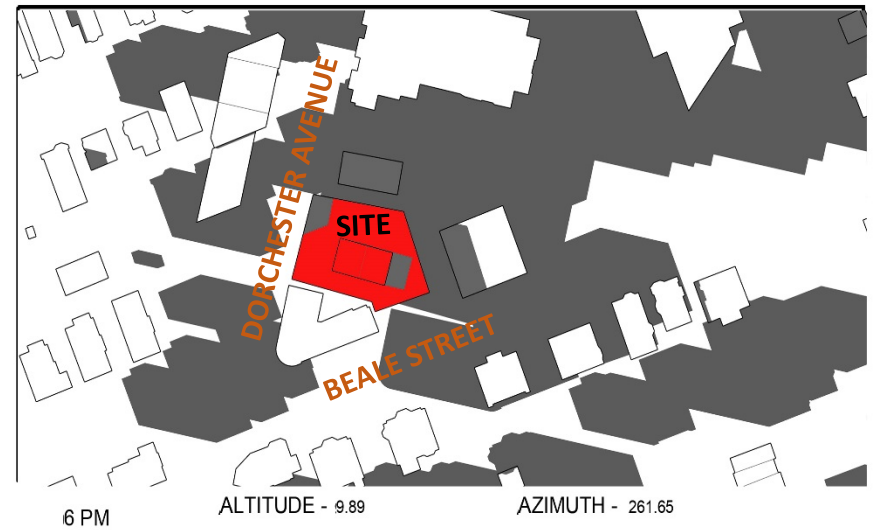 DORCHESTER AVENUE
SITE
BEALE STREET
6 PM
ALTITUDE - 9.89
AZIMUTH - 261.65